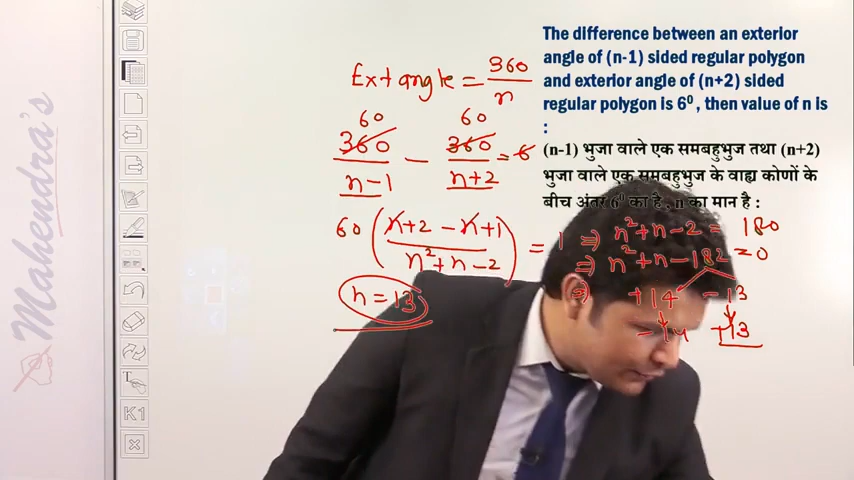 The difference between an exterior
angle of (n-1) sided regular polygon
and exterior angle of (n+2) sided
regular polygon is 6⁰ , then value of n is
:
(n-1) भुजा वाले एक समबहुभुज तथा (n+2)
भुजा वाले एक समबहुभुज के वाह्य कोणों के
बीच अंतर 6⁰ का है . n का मान है :
Ext angle = 360/n
60 60
360/n-1 - 360/n+2 = 6
60 (n+2 - n+1 / n²+n-2) = 1
⇒ n²+n-2 = 180
⇒ n²+n-182 = 0
⇒ +14 -13
-14 +13
n = 13
Mahendra's
T
K1